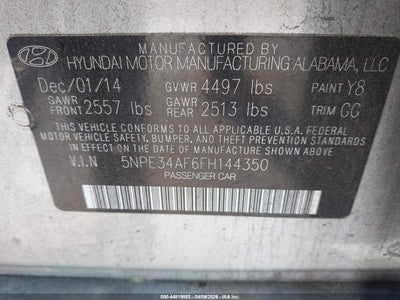 MANUFACTURED BY
HYUNDAI MOTOR MANUFACTURING ALABAMA, LLC
Dec/01/14 GVWR 4497 lbs PAINT Y8
GAWR FRONT 2557 lbs GAWR REAR 2513 lbs TRIM GG
THIS VEHICLE CONFORMS TO ALL APPLICABLE U.S. FEDERAL
MOTOR VEHICLE SAFETY, BUMPER, AND THEFT PREVENTION STANDARDS
IN EFFECT ON THE DATE OF MANUFACTURE SHOWN ABOVE.
V.I.N 5NPE34AF6FH144350
PASSENGER CAR
000-44819853 - 04/09/2026 - IAA, Inc.